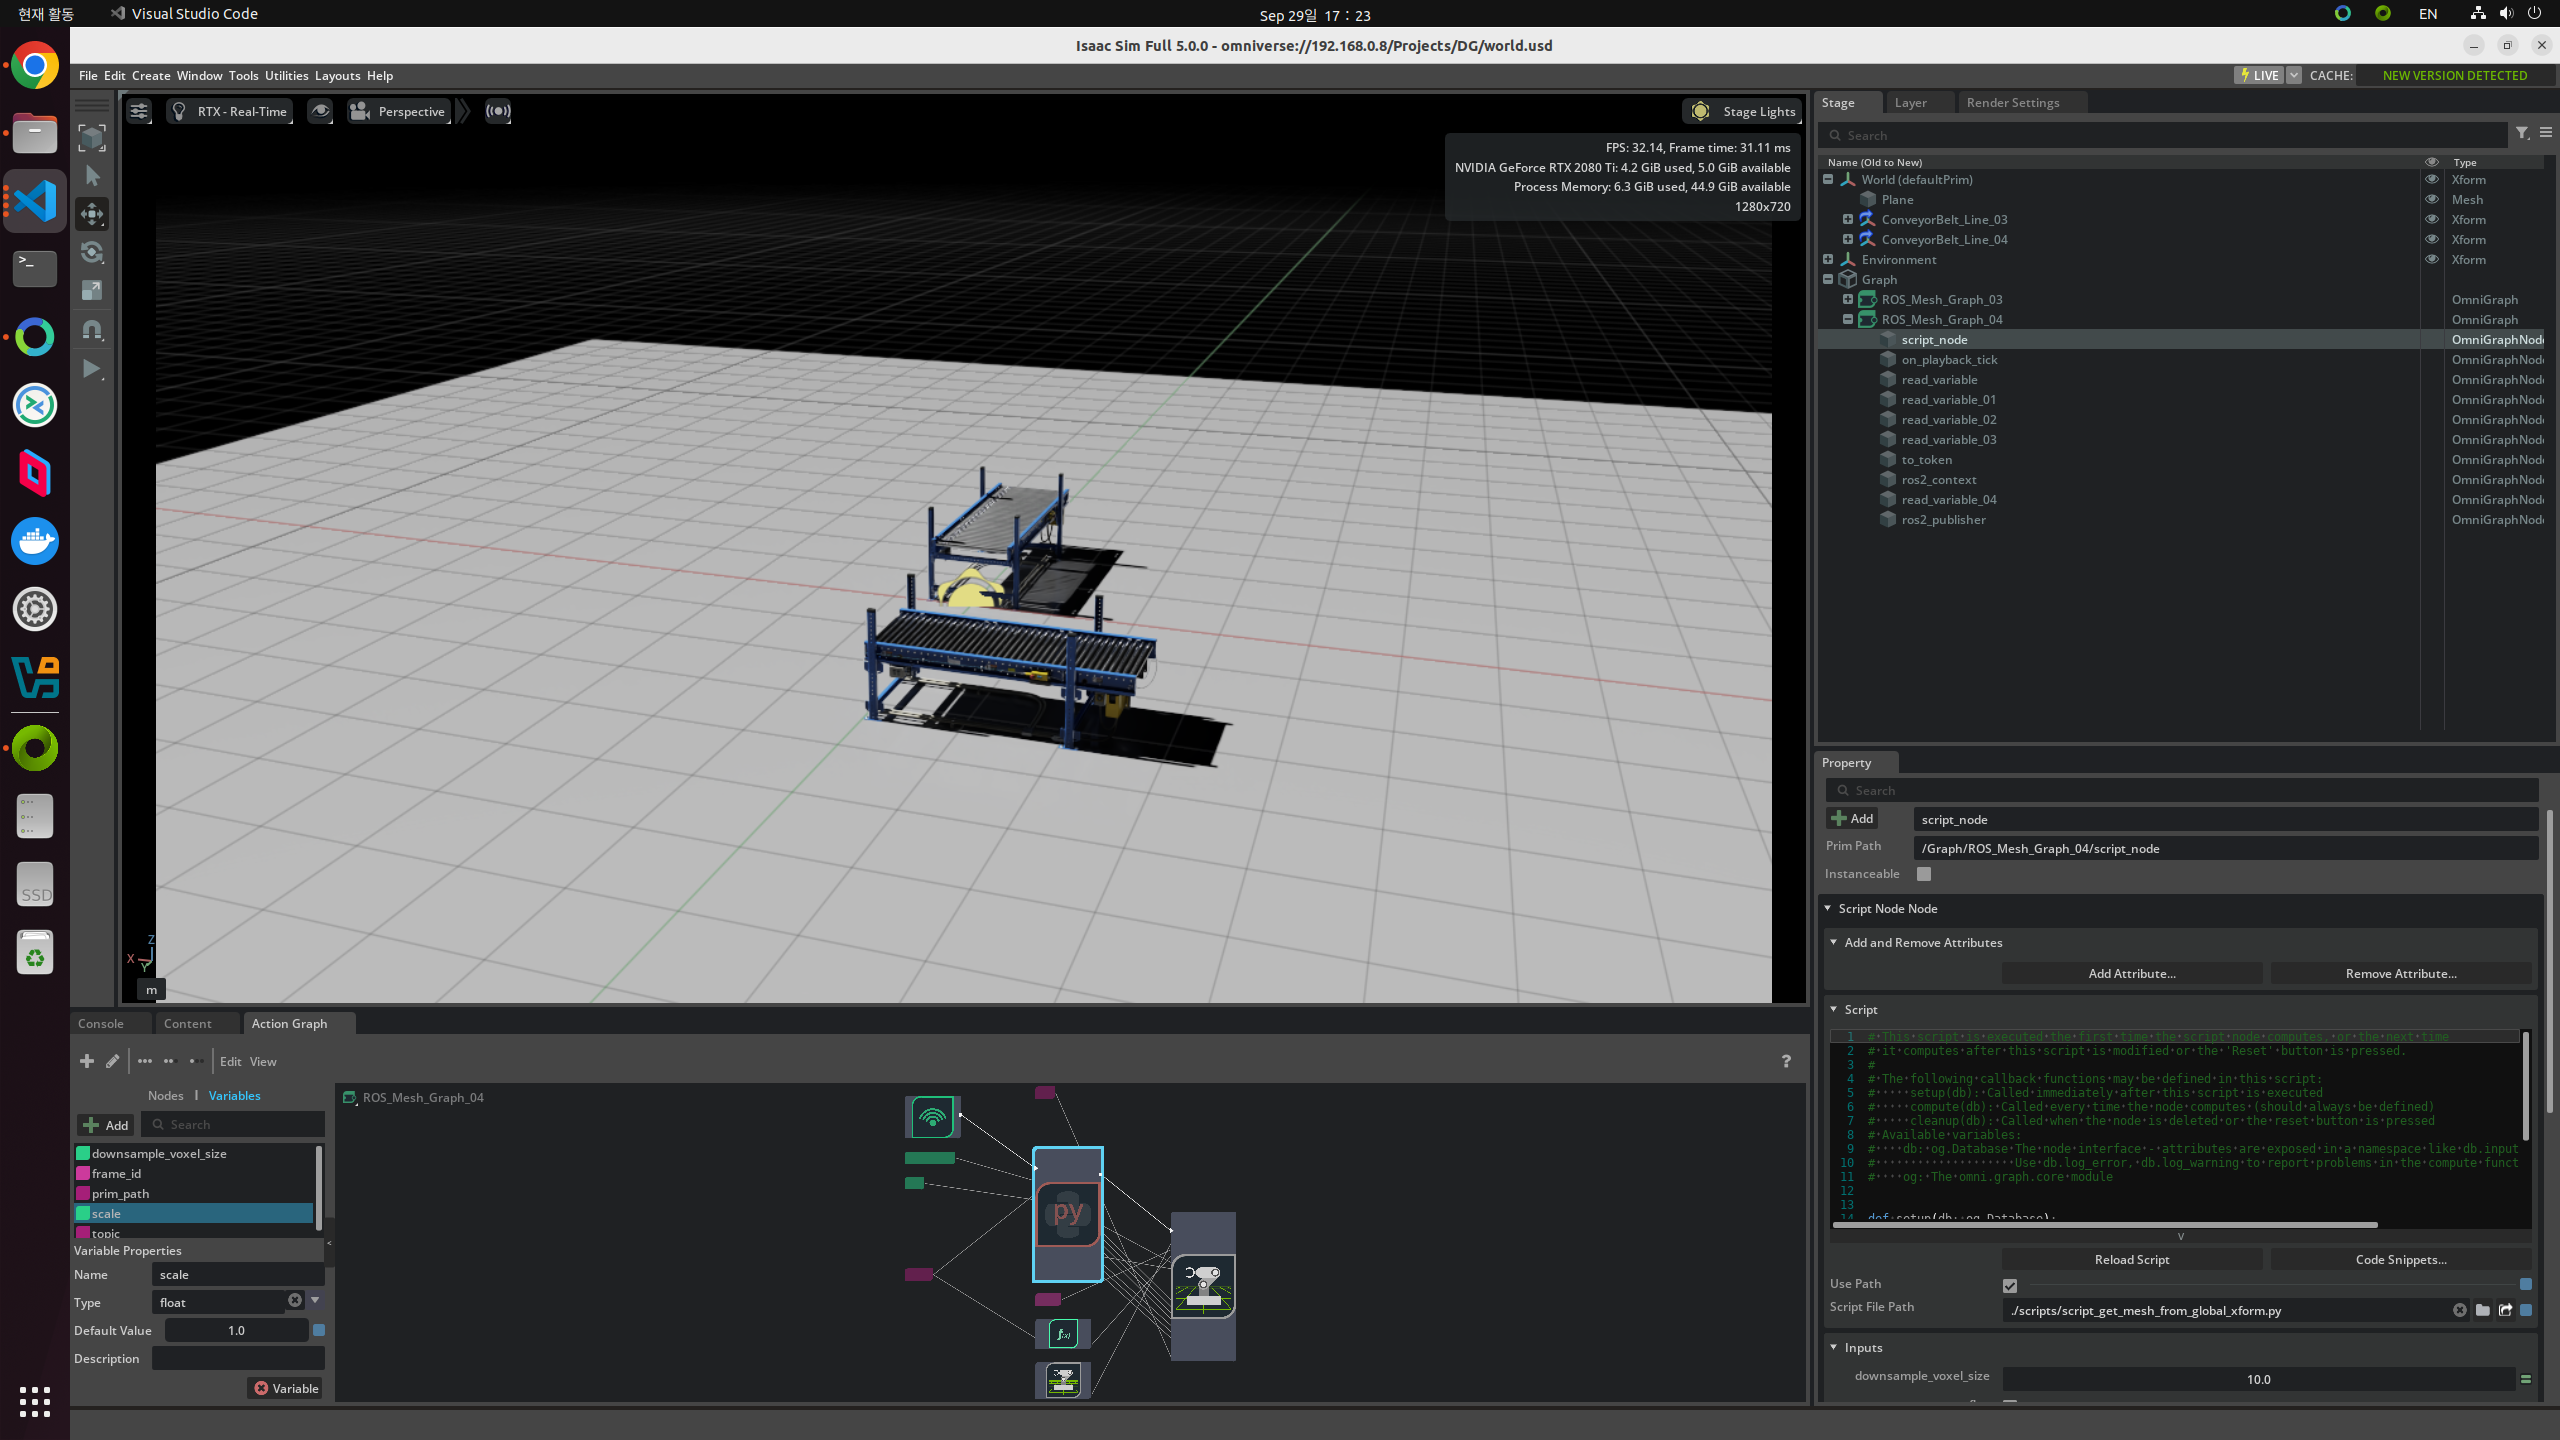 현재 활동
Visual Studio Code
Sep 29일 17 : 23
EN
Isaac Sim Full 5.0.0 - omniverse://192.168.0.8/Projects/DG/world.usd
File Edit Create Window Tools Utilities Layouts Help
LIVE
CACHE:
NEW VERSION DETECTED
RTX - Real-Time
Perspective
Stage Lights
FPS: 32.14, Frame time: 31.11 ms
NVIDIA GeForce RTX 2080 Ti: 4.2 GiB used, 5.0 GiB available
Process Memory: 6.3 GiB used, 44.9 GiB available
1280x720
Z
X
Y
m
SSD
Stage
Layer
Render Settings
Search
Name (Old to New) Type
World (defaultPrim) Xform
Plane Mesh
ConveyorBelt_Line_03 Xform
ConveyorBelt_Line_04 Xform
Environment Xform
Graph
ROS_Mesh_Graph_03 OmniGraph
ROS_Mesh_Graph_04 OmniGraph
script_node OmniGraphNode
on_playback_tick OmniGraphNode
read_variable OmniGraphNode
read_variable_01 OmniGraphNode
read_variable_02 OmniGraphNode
read_variable_03 OmniGraphNode
to_token OmniGraphNode
ros2_context OmniGraphNode
read_variable_04 OmniGraphNode
ros2_publisher OmniGraphNode
Property
Search
Add script_node
Prim Path /Graph/ROS_Mesh_Graph_04/script_node
Instanceable
Script Node Node
Add and Remove Attributes
Add Attribute... Remove Attribute...
Script
1 # This script is executed the first time the script node computes, or the next time
2 # it computes after this script is modified or the 'Reset' button is pressed.
3 #
4 # The following callback functions may be defined in this script:
5 # setup(db): Called immediately after this script is executed
6 # compute(db): Called every time the node computes (should always be defined)
7 # cleanup(db): Called when the node is deleted or the reset button is pressed
8 # Available variables:
9 # db: og.Database The node interface - attributes are exposed in a namespace like db.input
10 # Use db.log_error, db.log_warning to report problems in the compute funct
11 # og: The omni.graph.core module
12
13
14 def setup(db: og.Database):
Reload Script Code Snippets...
Use Path
Script File Path ./scripts/script_get_mesh_from_global_xform.py
Inputs
downsample_voxel_size 10.0
Console
Content
Action Graph
Edit View
?
Nodes | Variables
Add
Search
downsample_voxel_size
frame_id
prim_path
scale
topic
Variable Properties
Name scale
Type float
Default Value 1.0
Description
Variable
ROS_Mesh_Graph_04
py
f(x)